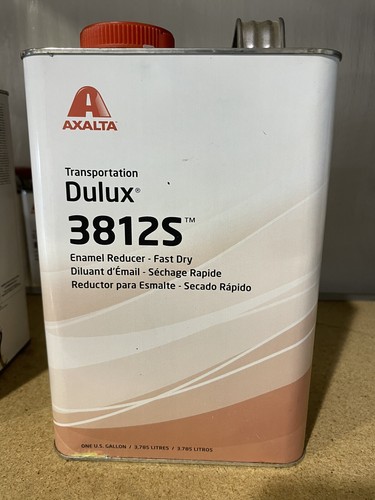 AXALTA
Transportation
Dulux®
3812S™
Enamel Reducer - Fast Dry
Diluant d'Émail - Séchage Rapide
Reductor para Esmalte - Secado Rápido
ONE U.S. GALLON / 3.785 LITRES / 3.785 LITROS